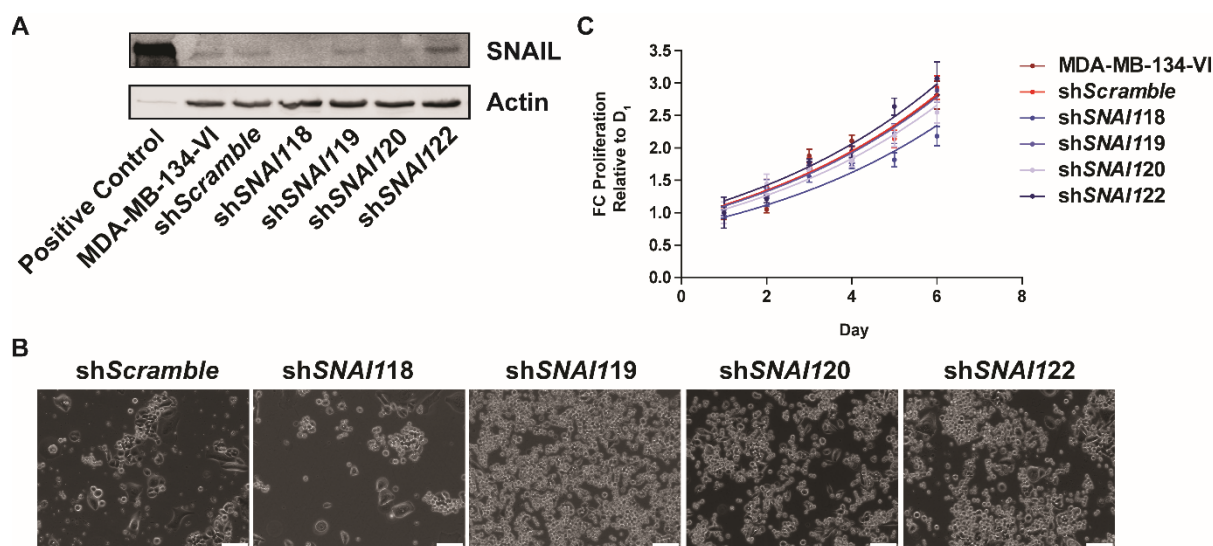 A
SNAIL
Actin
Positive Control
MDA-MB-134-VI
shScramble
shSNAI118
shSNAI119
shSNAI120
shSNAI122
C
FC Proliferation
Relative to D1
3.5
3.0
2.5
2.0
1.5
1.0
0.5
0.0
0 2 4 6 8
Day
MDA-MB-134-VI
shScramble
shSNAI118
shSNAI119
shSNAI120
shSNAI122
B
shScramble shSNAI118 shSNAI119 shSNAI120 shSNAI122